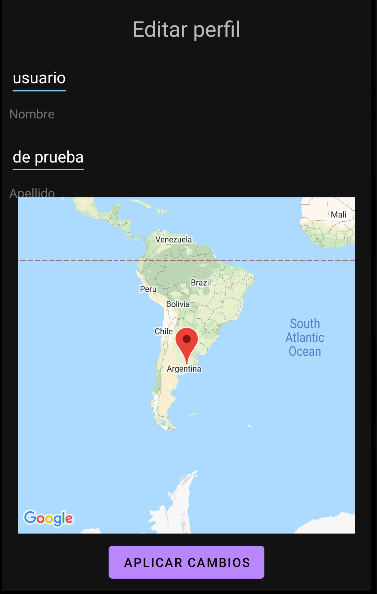 Editar perfil
usuario
Nombre
de prueba
Apellido
Mali
Venezuela
Brazil
Peru
Bolivia
Chile
South
Atlantic
Ocean
Argentina
Google
APLICAR CAMBIOS